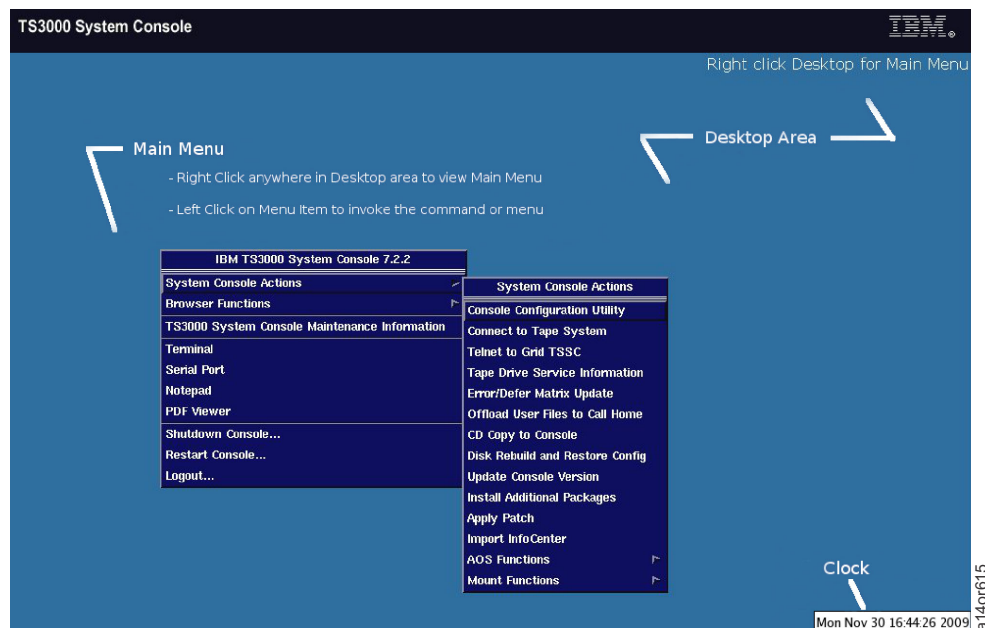 TS3000 System Console
IBM®
Right click Desktop for Main Menu
Desktop Area
Main Menu
- Right Click anywhere in Desktop area to view Main Menu
- Left Click on Menu Item to invoke the command or menu
IBM TS3000 System Console 7.2.2
System Console Actions
Browser Functions
TS3000 System Console Maintenance Information
Terminal
Serial Port
Notepad
PDF Viewer
Shutdown Console...
Restart Console...
Logout...
System Console Actions
Console Configuration Utility
Connect to Tape System
Telnet to Grid TSSC
Tape Drive Service Information
Error/Defer Matrix Update
Offload User Files to Call Home
CD Copy to Console
Disk Rebuild and Restore Config
Update Console Version
Install Additional Packages
Apply Patch
Import InfoCenter
AOS Functions
Mount Functions
Clock
Mon Nov 30 16:44:26 2009
a14or615